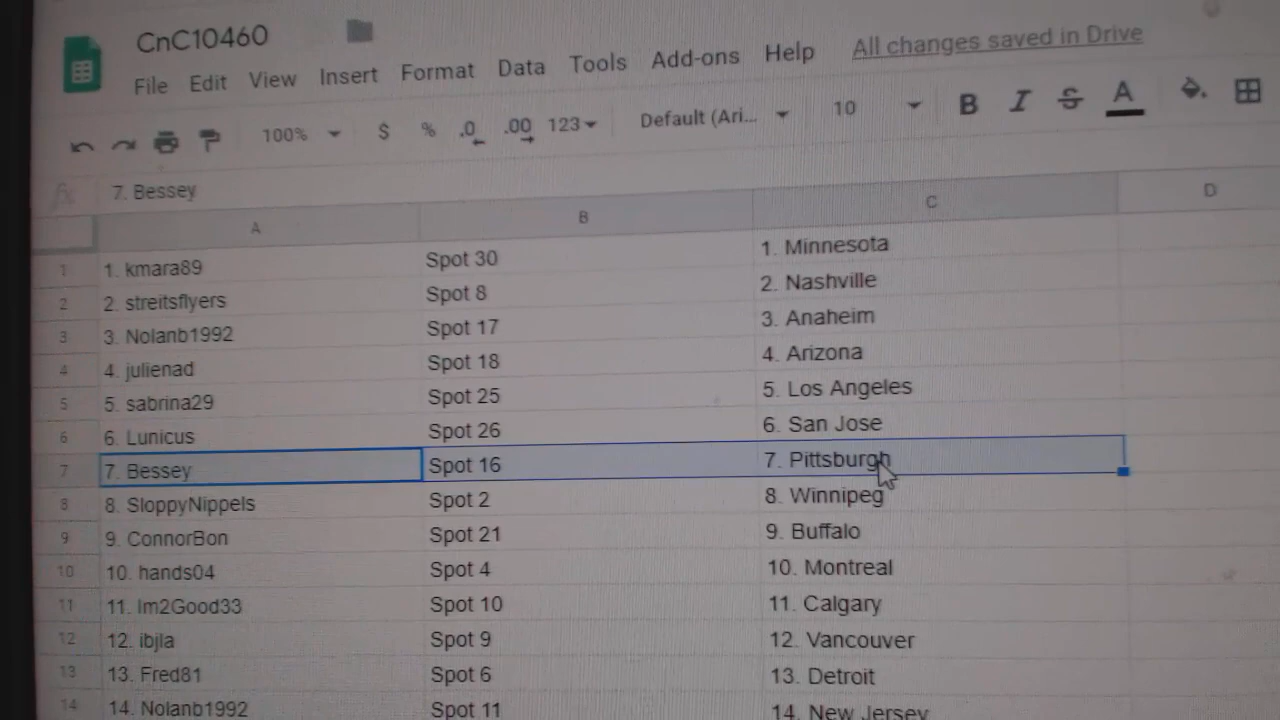 CnC10460
File Edit View Insert Format Data Tools Add-ons Help All changes saved in Drive
100% $ % .0 .00 123 Default (Ari... 10 B I S A
fx 7. Bessey
A B C D
1 1. kmara89 Spot 30 1. Minnesota
2 2. streitsflyers Spot 8 2. Nashville
3 3. Nolanb1992 Spot 17 3. Anaheim
4 4. julienad Spot 18 4. Arizona
5 5. sabrina29 Spot 25 5. Los Angeles
6 6. Lunicus Spot 26 6. San Jose
7 7. Bessey Spot 16 7. Pittsburgh
8 8. SloppyNippels Spot 2 8. Winnipeg
9 9. ConnorBon Spot 21 9. Buffalo
10 10. hands04 Spot 4 10. Montreal
11 11. Im2Good33 Spot 10 11. Calgary
12 12. ibjla Spot 9 12. Vancouver
13 13. Fred81 Spot 6 13. Detroit
14 14. Nolanb1992 Spot 11 14. New Jersey